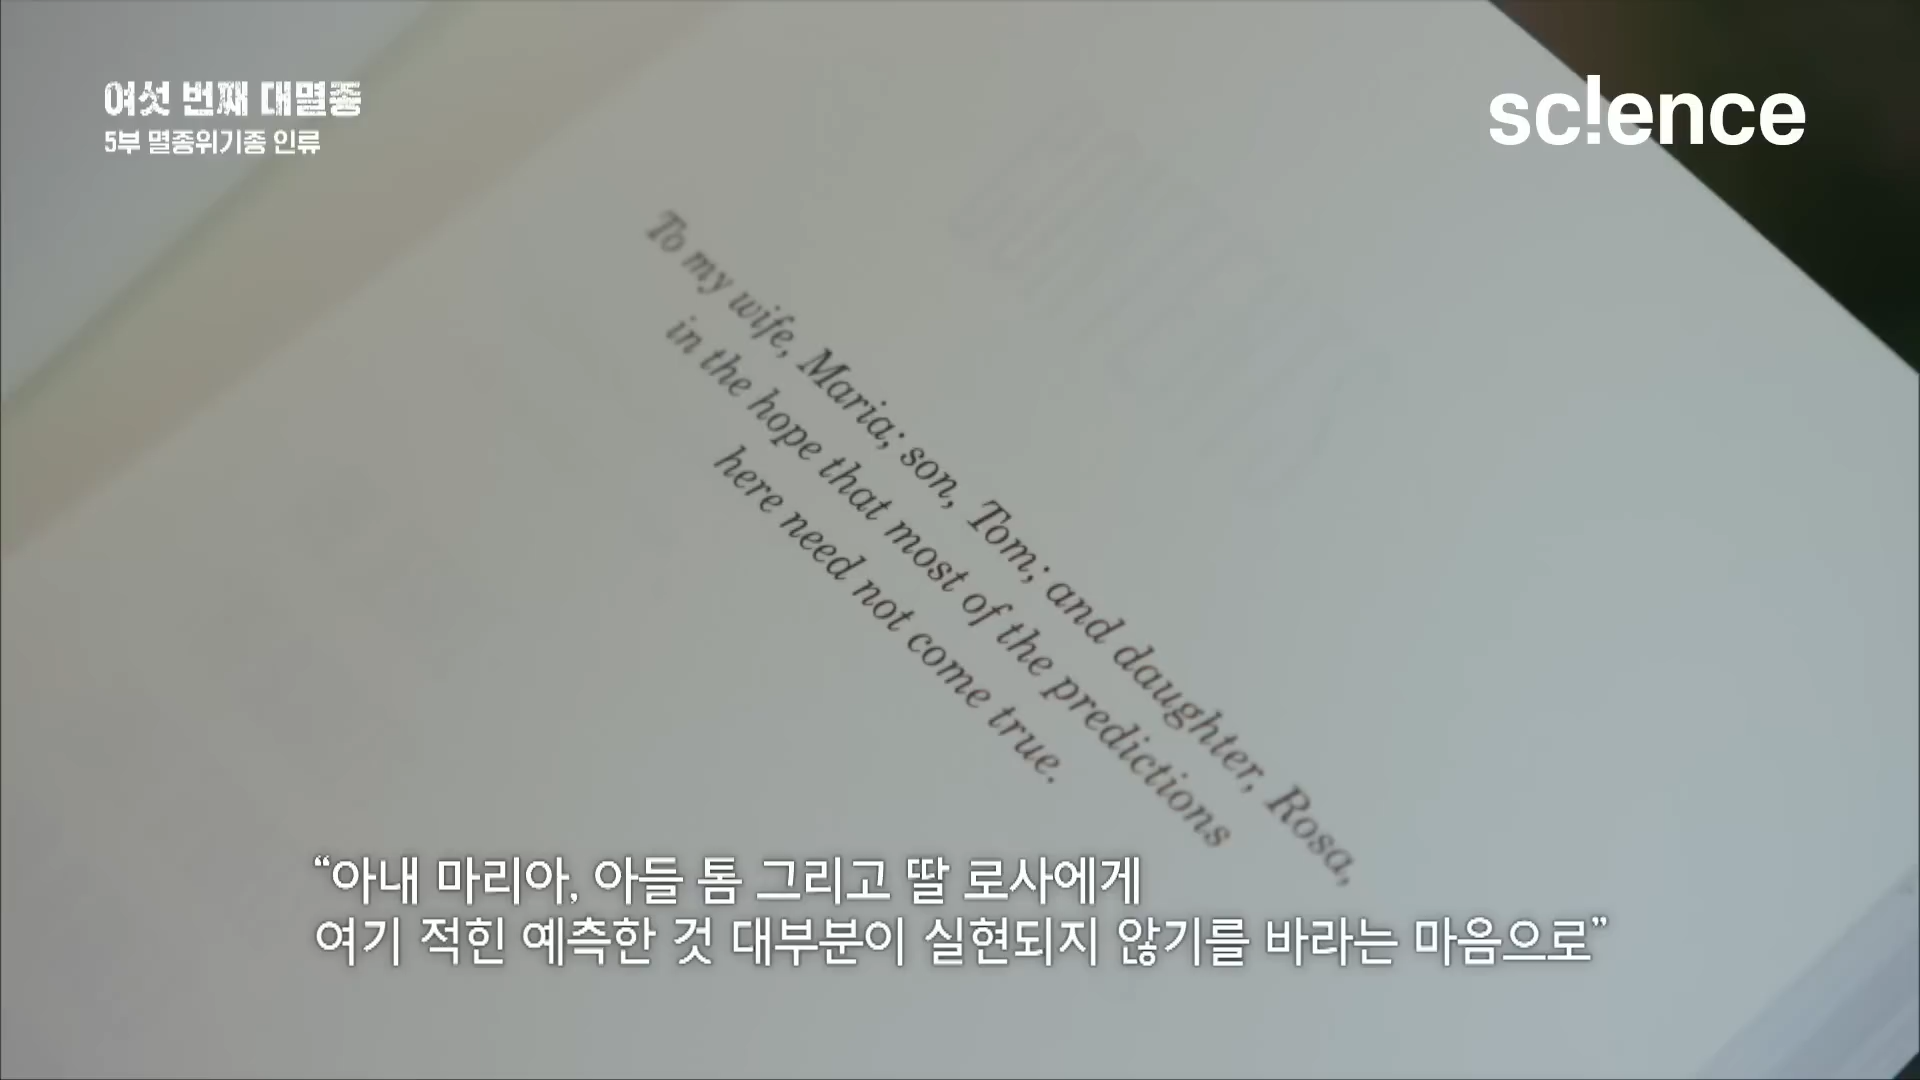 여섯 번째 대멸종
5부 멸종위기종 인류
sc!ence
To my wife, Maria; son, Tom; and daughter, Rosa,
in the hope that most of the predictions
here need not come true.
“아내 마리아, 아들 톰 그리고 딸 로사에게
여기 적힌 예측한 것 대부분이 실현되지 않기를 바라는 마음으로”